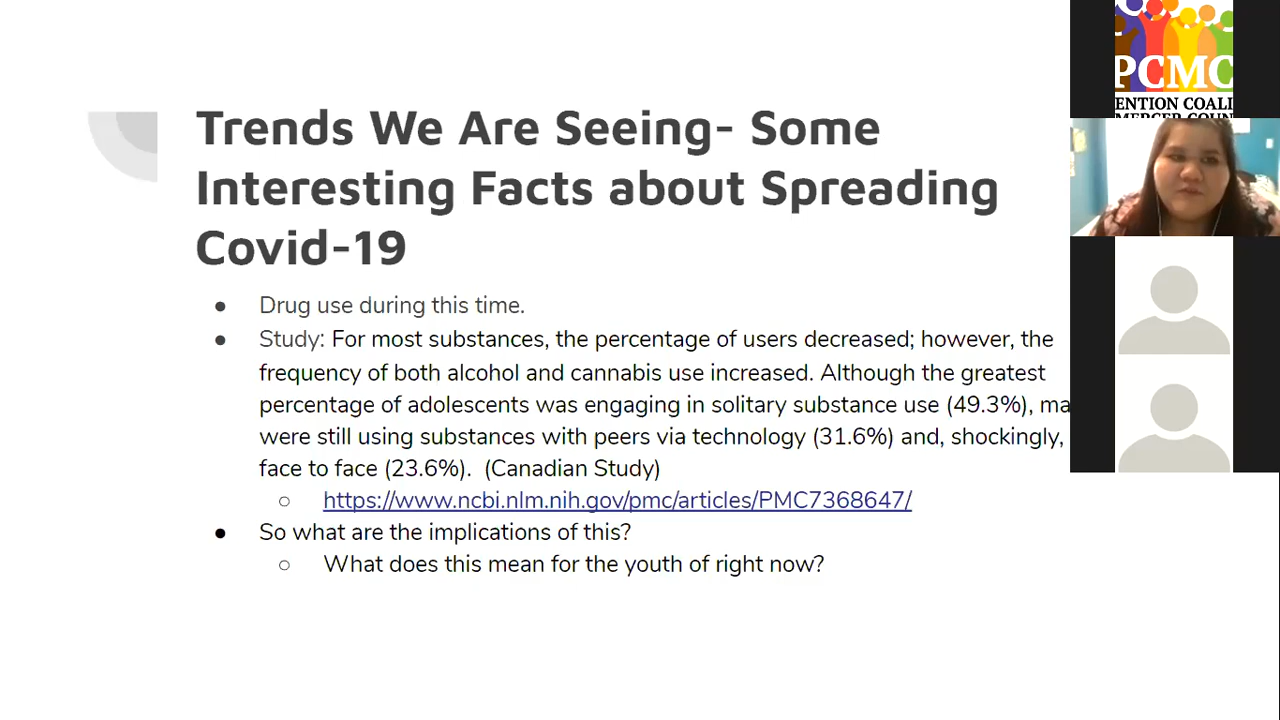 Trends We Are Seeing- Some
Interesting Facts about Spreading
Covid-19
● Drug use during this time.
● Study: For most substances, the percentage of users decreased; however, the
frequency of both alcohol and cannabis use increased. Although the greatest
percentage of adolescents was engaging in solitary substance use (49.3%), ma
were still using substances with peers via technology (31.6%) and, shockingly,
face to face (23.6%). (Canadian Study)
○ https://www.ncbi.nlm.nih.gov/pmc/articles/PMC7368647/
● So what are the implications of this?
○ What does this mean for the youth of right now?
PCMC
ENTION COALI
MERCER COUN